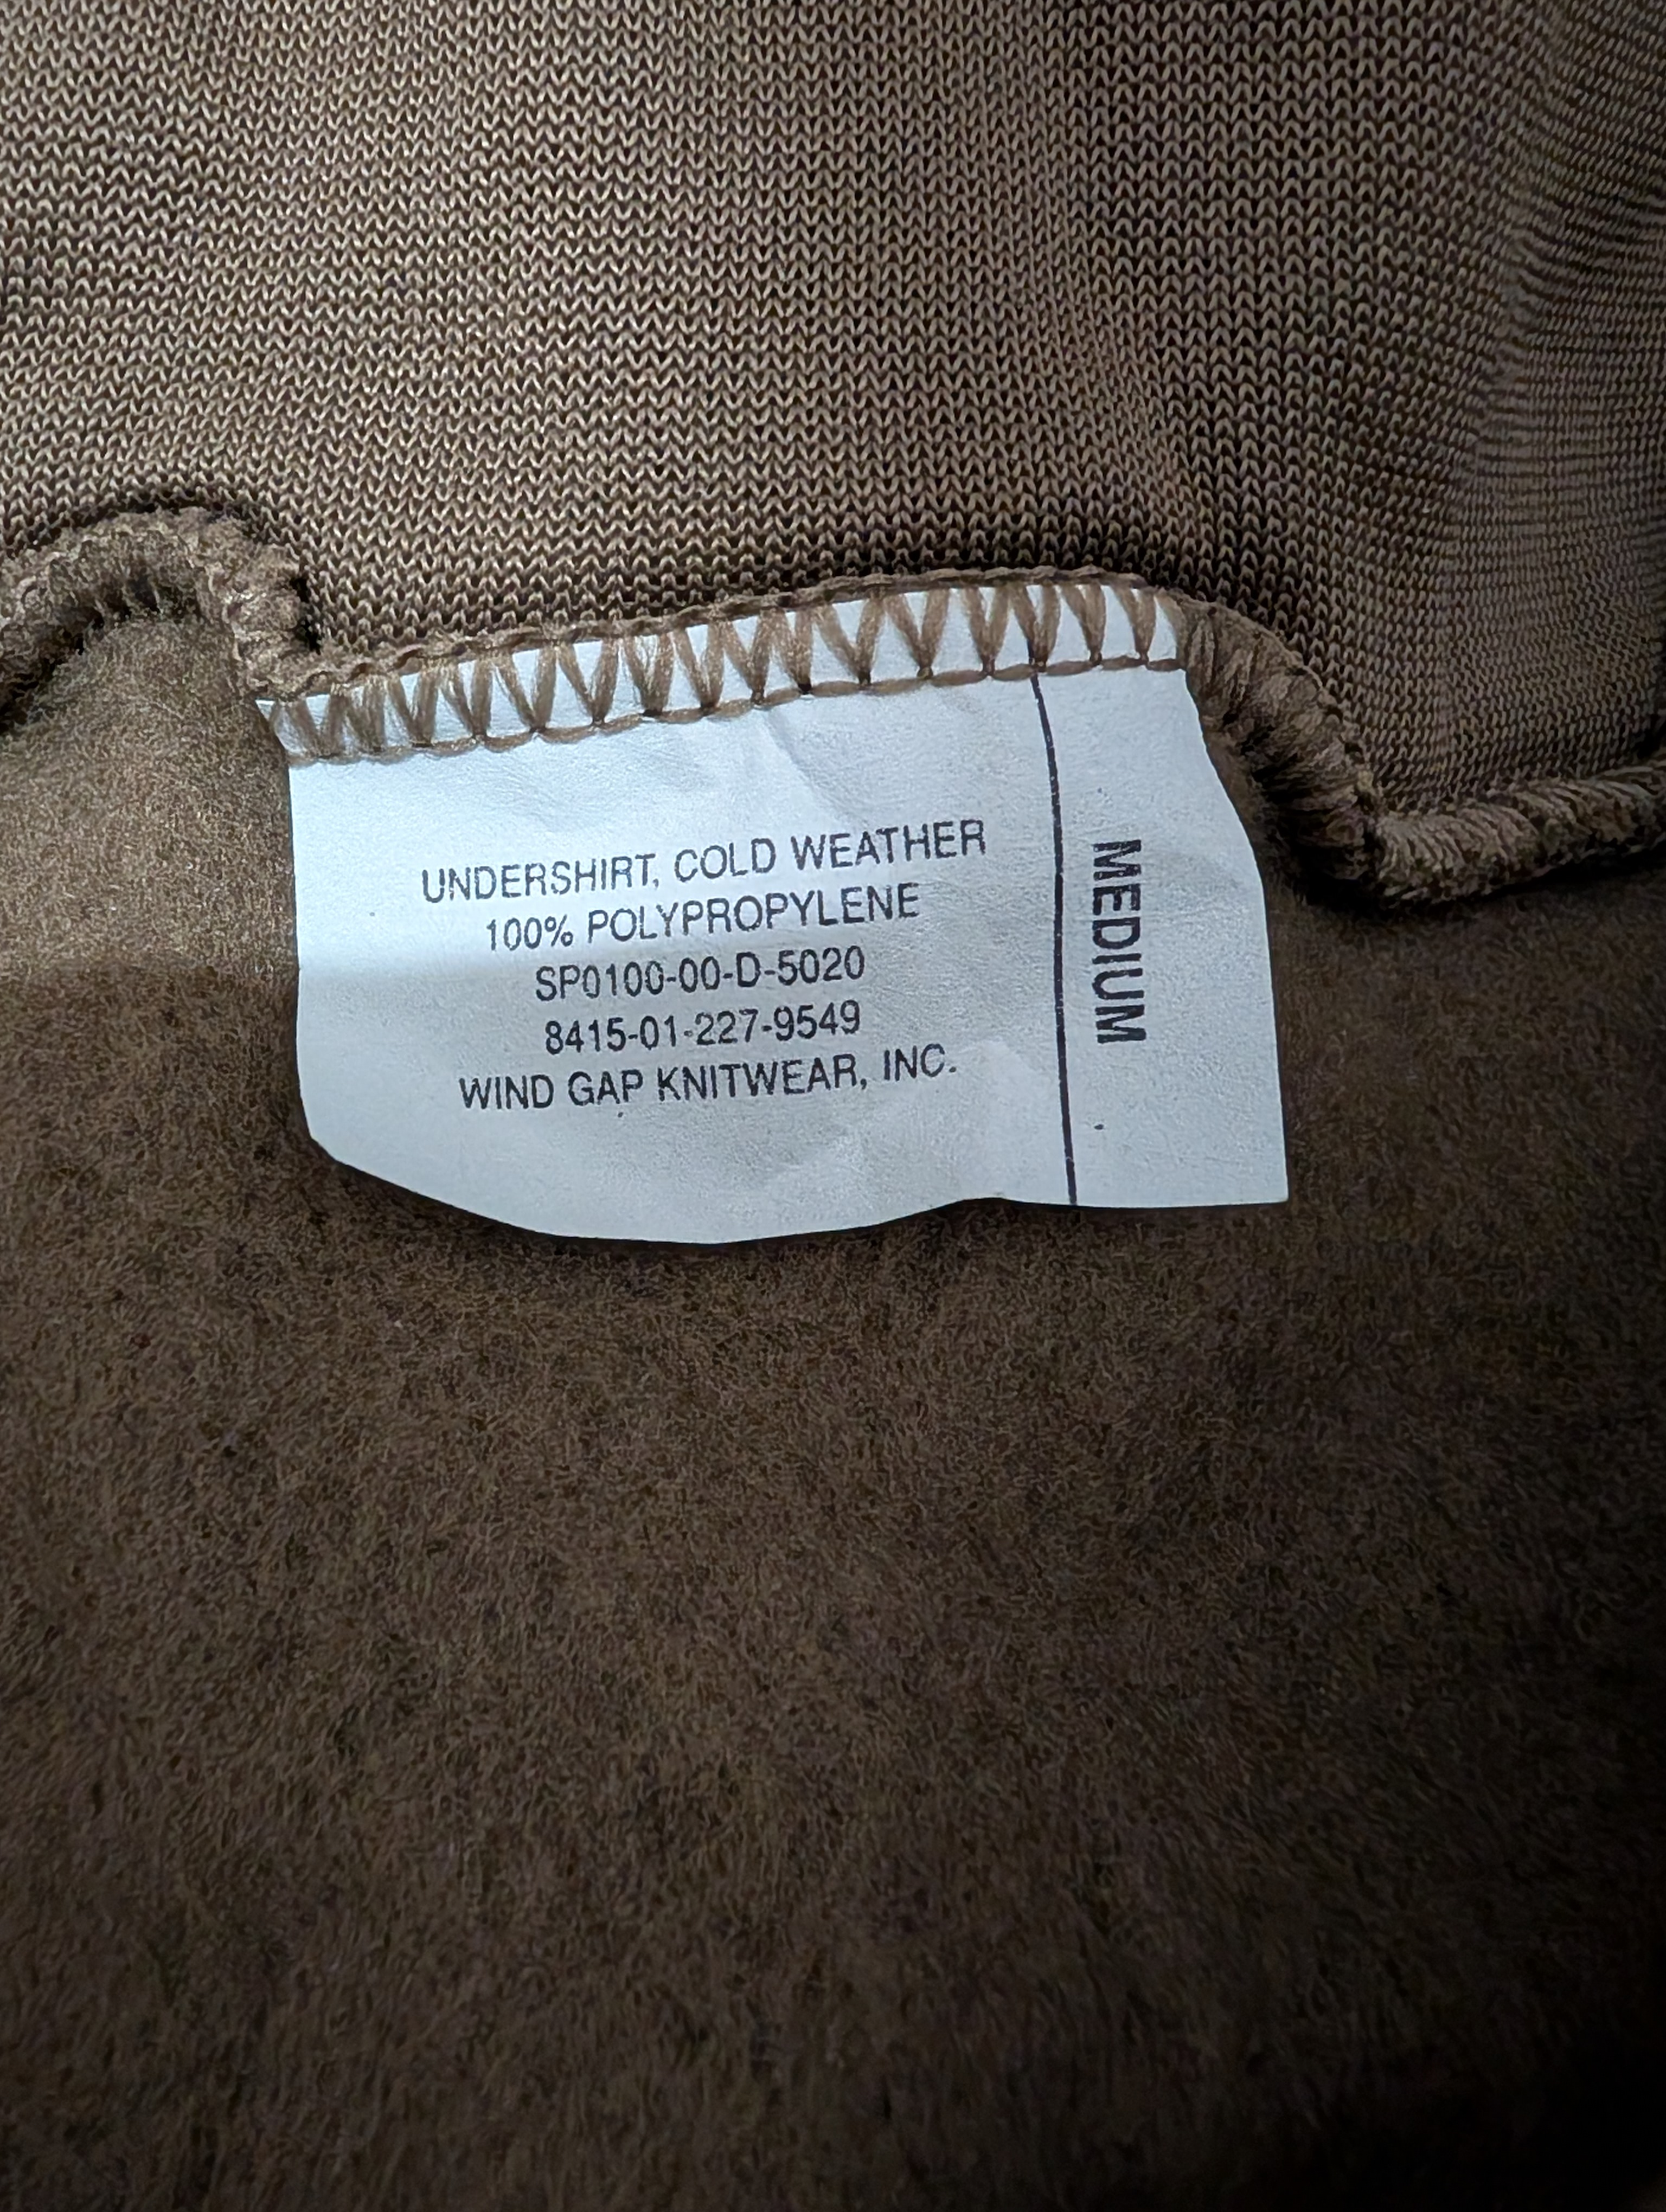 UNDERSHIRT, COLD WEATHER
100% POLYPROPYLENE
SP0100-00-D-5020
8415-01-227-9549
WIND GAP KNITWEAR, INC.
MEDIUM